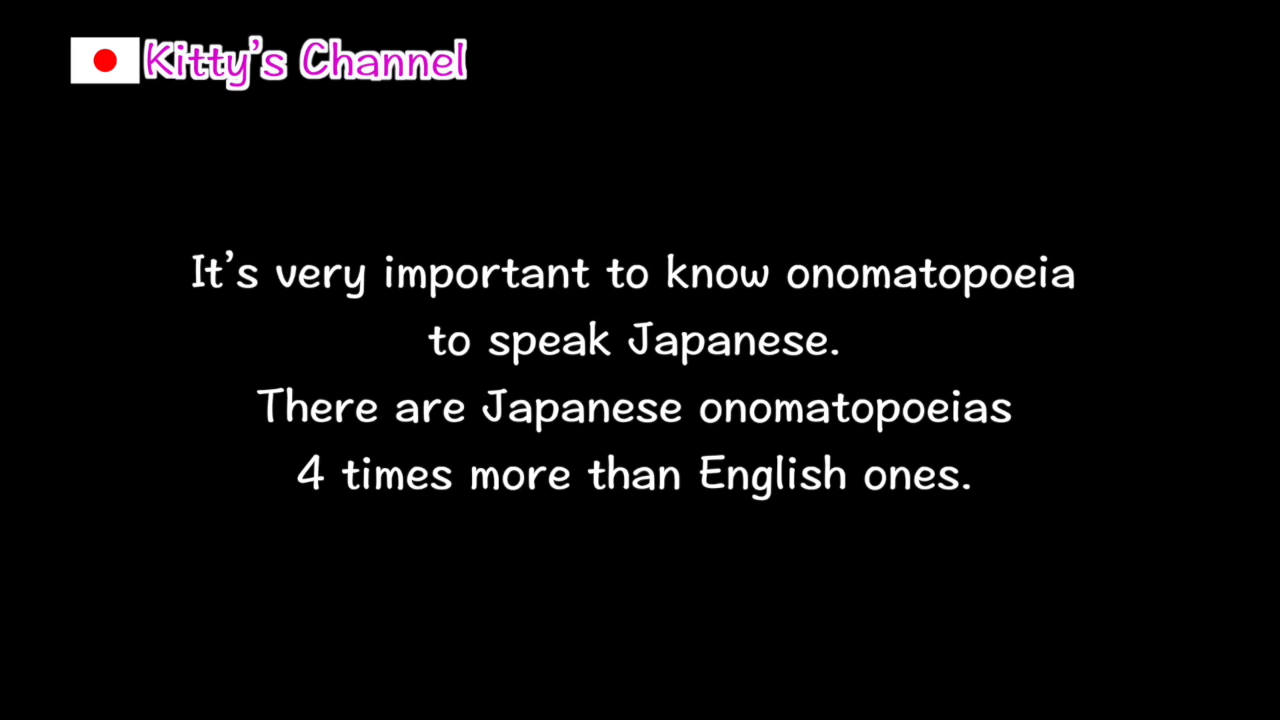 Kitty’s Channel
It’s very important to know onomatopoeia
to speak Japanese.
There are Japanese onomatopoeias
4 times more than English ones.